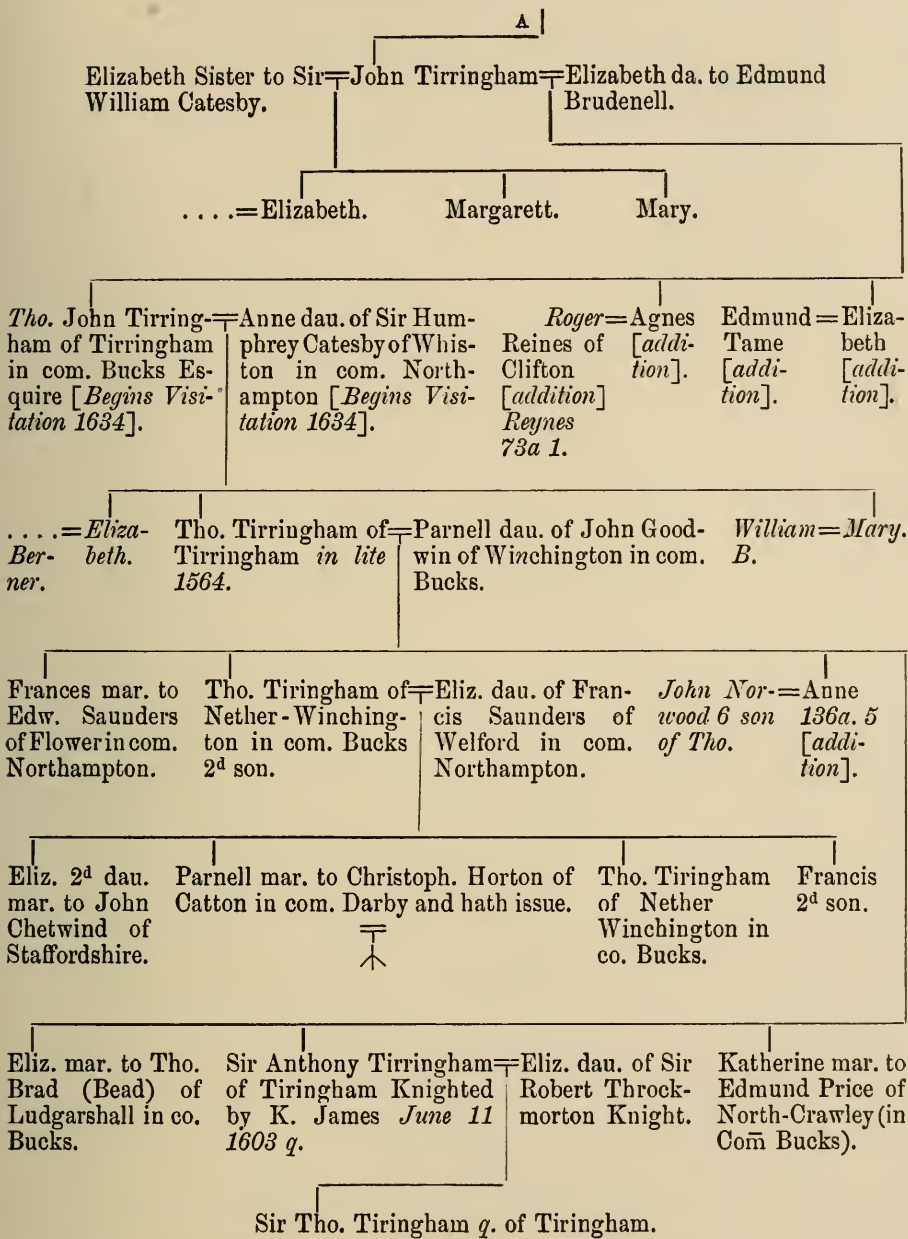 A
Elizabeth Sister to Sir=John Tirringham=Elizabeth da. to Edmund
William Catesby. Brudenell.
. . . .=Elizabeth. Margarett. Mary.
Tho. John Tirring-=Anne dau. of Sir Hum- Roger=Agnes Edmund=Eliza-
ham of Tirringham phrey Catesby of Whis- Reines of [addi- Tame beth
in com. Bucks Es- ton in com. North- Clifton tion]. [addi- [addi-
quire [Begins Visi- ampton [Begins Visi- [addition] tion]. tion].
tation 1634]. tation 1634]. Reynes
73a 1.
. . . .=Eliza- Tho. Tirringham of=Parnell dau. of John Good- William=Mary.
Ber- beth. Tirringham in lite win of Winchington in com. B.
ner. 1564. Bucks.
Frances mar. to Tho. Tiringham of=Eliz. dau. of Fran- John Nor-=Anne
Edw. Saunders Nether-Winching- cis Saunders of wood 6 son 136a. 5
of Flower in com. ton in com. Bucks Welford in com. of Tho. [addi-
Northampton. 2d son. Northampton. tion].
Eliz. 2d dau. Parnell mar. to Christoph. Horton of Tho. Tiringham Francis
mar. to John Catton in com. Darby and hath issue. of Nether 2d son.
Chetwind of Winchington in
Staffordshire. co. Bucks.
Eliz. mar. to Tho. Sir Anthony Tirringham=Eliz. dau. of Sir Katherine mar. to
Brad (Bead) of of Tiringham Knighted Robert Throck- Edmund Price of
Ludgarshall in co. by K. James June 11 morton Knight. North-Crawley (in
Bucks. 1603 q. Com̄ Bucks).
Sir Tho. Tiringham q. of Tiringham.